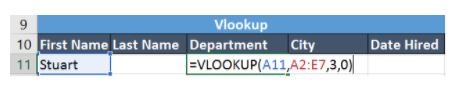 9 Vlookup
10 First Name Last Name Department City Date Hired
11 Stuart =VLOOKUP(A11,A2:E7,3,0)